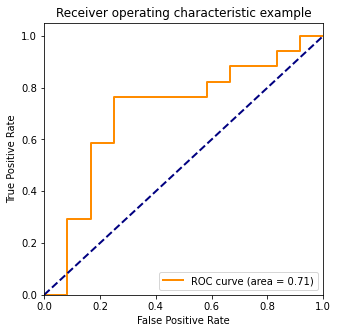 Receiver operating characteristic example
True Positive Rate
1.0
0.8
0.6
0.4
0.2
0.0
ROC curve (area = 0.71)
0.0 0.2 0.4 0.6 0.8 1.0
False Positive Rate